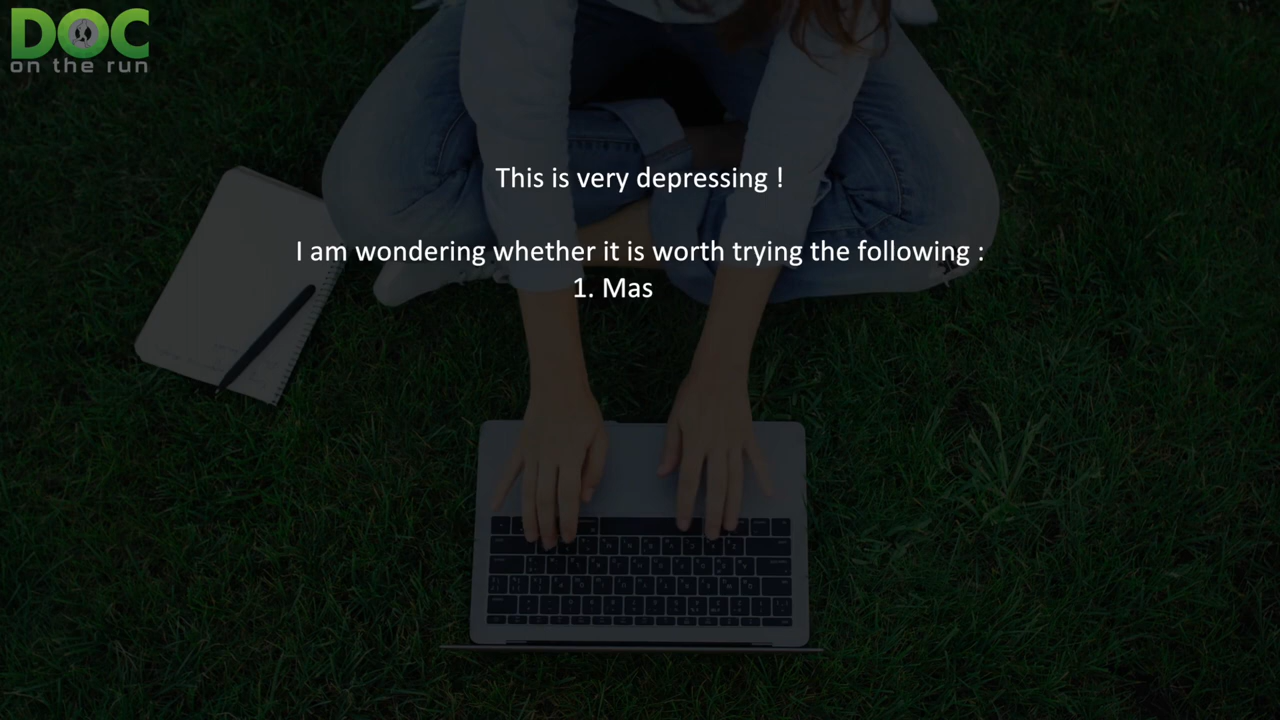 DOC
on the run
This is very depressing !
I am wondering whether it is worth trying the following :
1. Mas